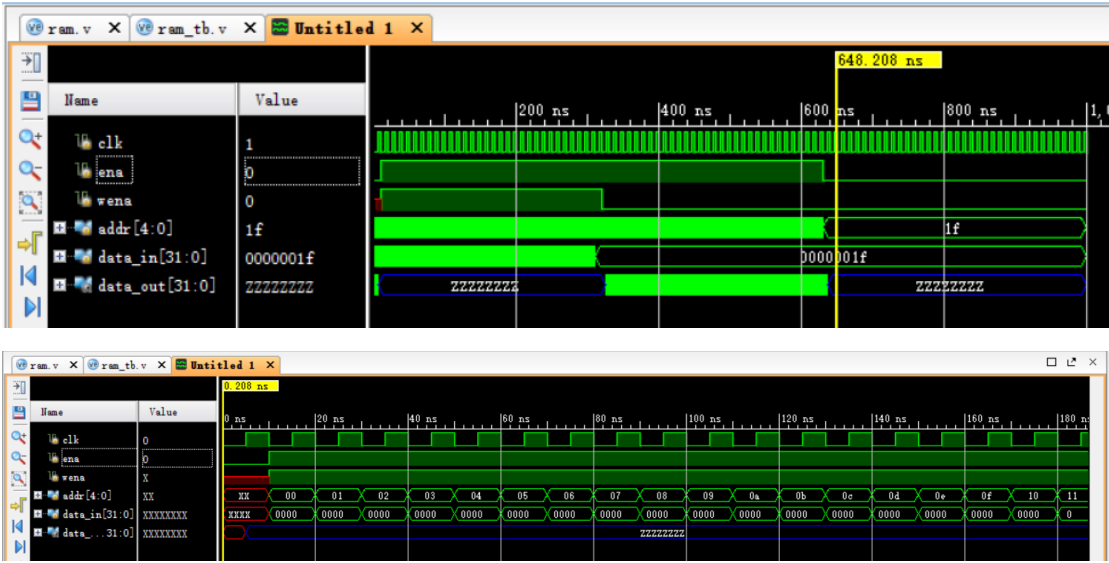 ram.v X ram_tb.v X Untitled 1 X
648.208 ns
Name Value
200 ns 400 ns 600 ns 800 ns 1,
clk 1
ena 0
wena 0
addr[4:0] 1f 1f
data_in[31:0] 0000001f 0000001f
data_out[31:0] ZZZZZZZZ ZZZZZZZZ ZZZZZZZZ
ram.v X ram_tb.v X Untitled 1 X
0.208 ns
Name Value
0 ns 20 ns 40 ns 60 ns 80 ns 100 ns 120 ns 140 ns 160 ns 180 n
clk 0
ena 0
wena X
addr[4:0] XX XX 00 01 02 03 04 05 06 07 08 09 0a 0b 0c 0d 0e 0f 10 11
data_in[31:0] XXXXXXXX XXXX 0000 0000 0000 0000 0000 0000 0000 0000 0000 0000 0000 0000 0000 0000 0000 0000 0000 0
data_...31:0] XXXXXXXX ZZZZZZZZ